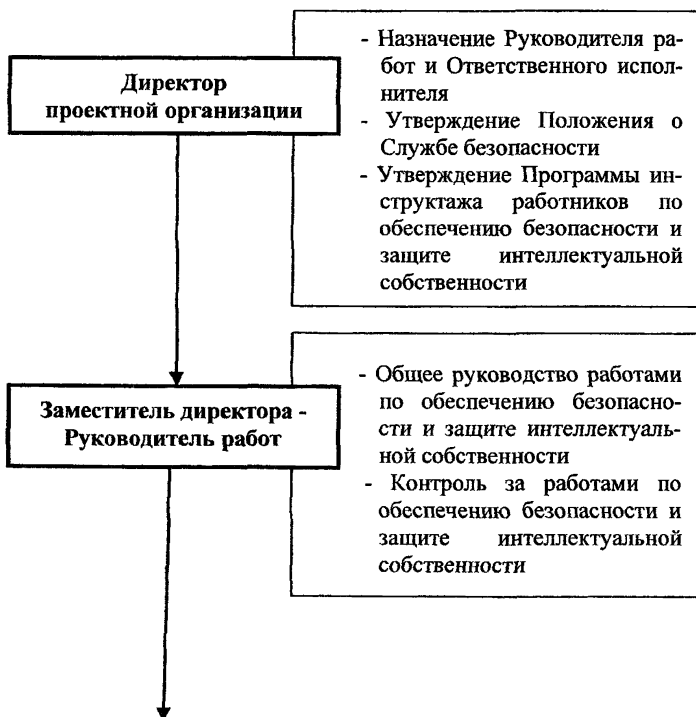 Директор
проектной организации
- Назначение Руководителя ра-
бот и Ответственного испол-
нителя
- Утверждение Положения о
Службе безопасности
- Утверждение Программы ин-
структажа работников по
обеспечению безопасности и
защите интеллектуальной
собственности
Заместитель директора -
Руководитель работ
- Общее руководство работами
по обеспечению безопасно-
сти и защите интеллектуаль-
ной собственности
- Контроль за работами по
обеспечению безопасности и
защите интеллектуальной
собственности